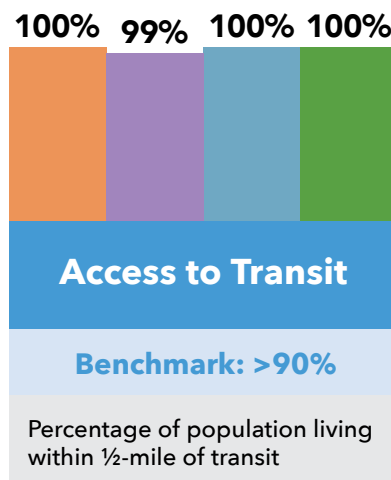 100% 99% 100% 100%
Access to Transit
Benchmark: >90%
Percentage of population living
within ½-mile of transit